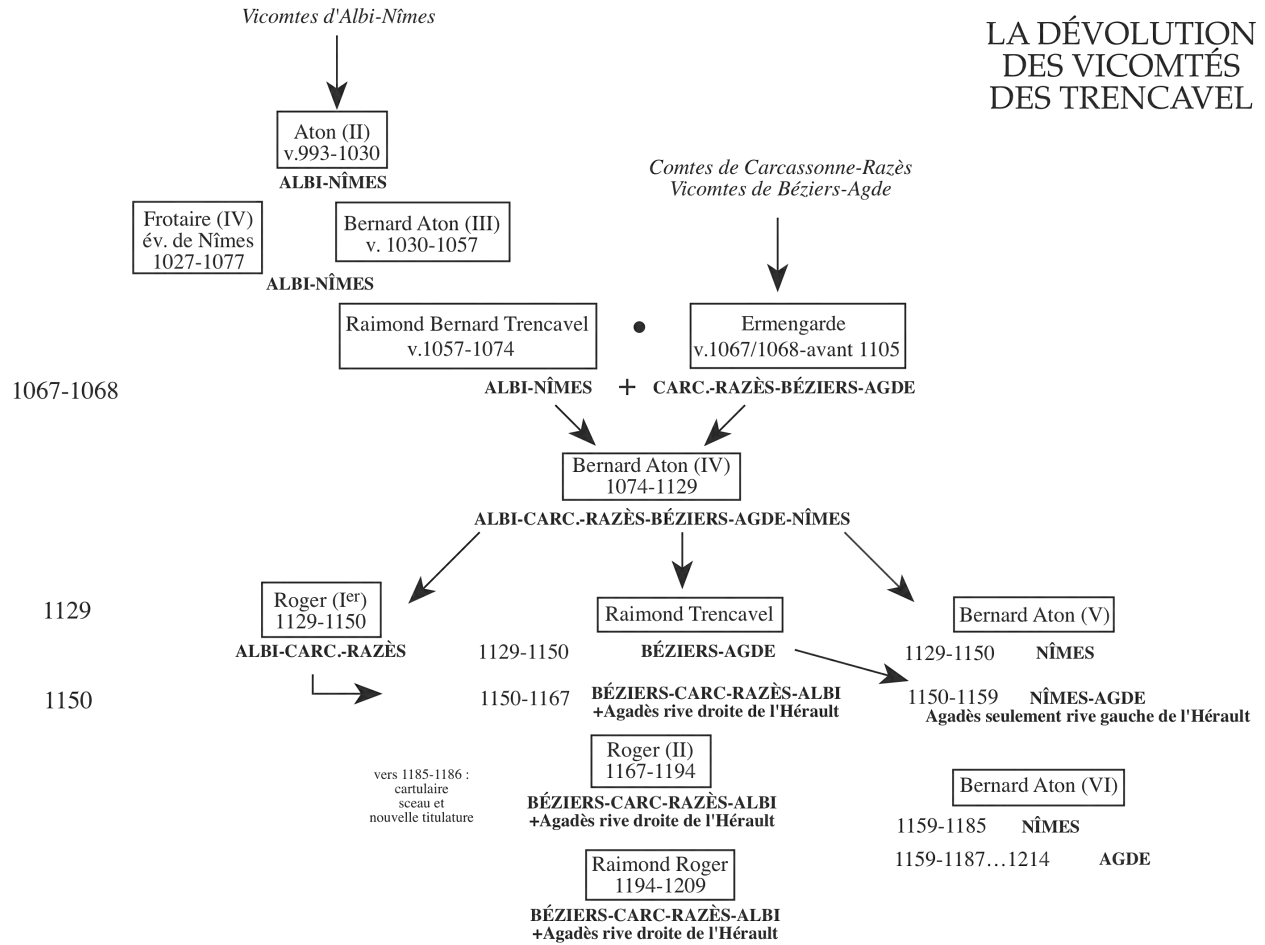 Vicomtes d'Albi-Nîmes
LA DÉVOLUTION
DES VICOMTÉS
DES TRENCAVEL
Aton (II)
v.993-1030
ALBI-NÎMES
Comtes de Carcassonne-Razès
Vicomtes de Béziers-Agde
Frotaire (IV)
év. de Nîmes
1027-1077
Bernard Aton (III)
v. 1030-1057
ALBI-NÎMES
Raimond Bernard Trencavel
v.1057-1074
Ermengarde
v.1067/1068-avant 1105
1067-1068
ALBI-NÎMES + CARC.-RAZÈS-BÉZIERS-AGDE
Bernard Aton (IV)
1074-1129
ALBI-CARC.-RAZÈS-BÉZIERS-AGDE-NÎMES
1129
Roger (Ier)
1129-1150
ALBI-CARC.-RAZÈS
Raimond Trencavel
1129-1150 BÉZIERS-AGDE
Bernard Aton (V)
1129-1150 NÎMES
1150
1150-1167 BÉZIERS-CARC-RAZÈS-ALBI
+Agadès rive droite de l'Hérault
1150-1159 NÎMES-AGDE
Agadès seulement rive gauche de l'Hérault
Roger (II)
1167-1194
vers 1185-1186 :
cartulaire
sceau et
nouvelle titulature
BÉZIERS-CARC-RAZÈS-ALBI
+Agadès rive droite de l'Hérault
Bernard Aton (VI)
1159-1185 NÎMES
1159-1187…1214 AGDE
Raimond Roger
1194-1209
BÉZIERS-CARC-RAZÈS-ALBI
+Agadès rive droite de l'Hérault